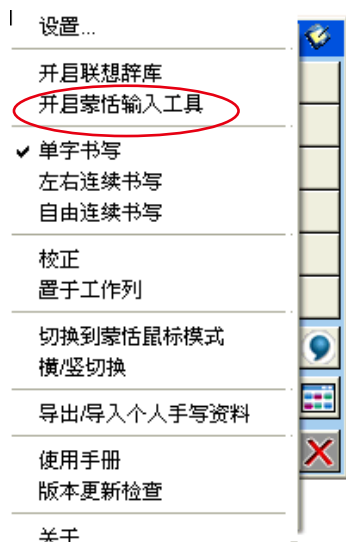 设置...
开启联想辞库
开启蒙恬输入工具
单字书写
左右连续书写
自由连续书写
校正
置于工作列
切换到蒙恬鼠标模式
横/竖切换
导出/导入个人手写资料
使用手册
版本更新检查
关于